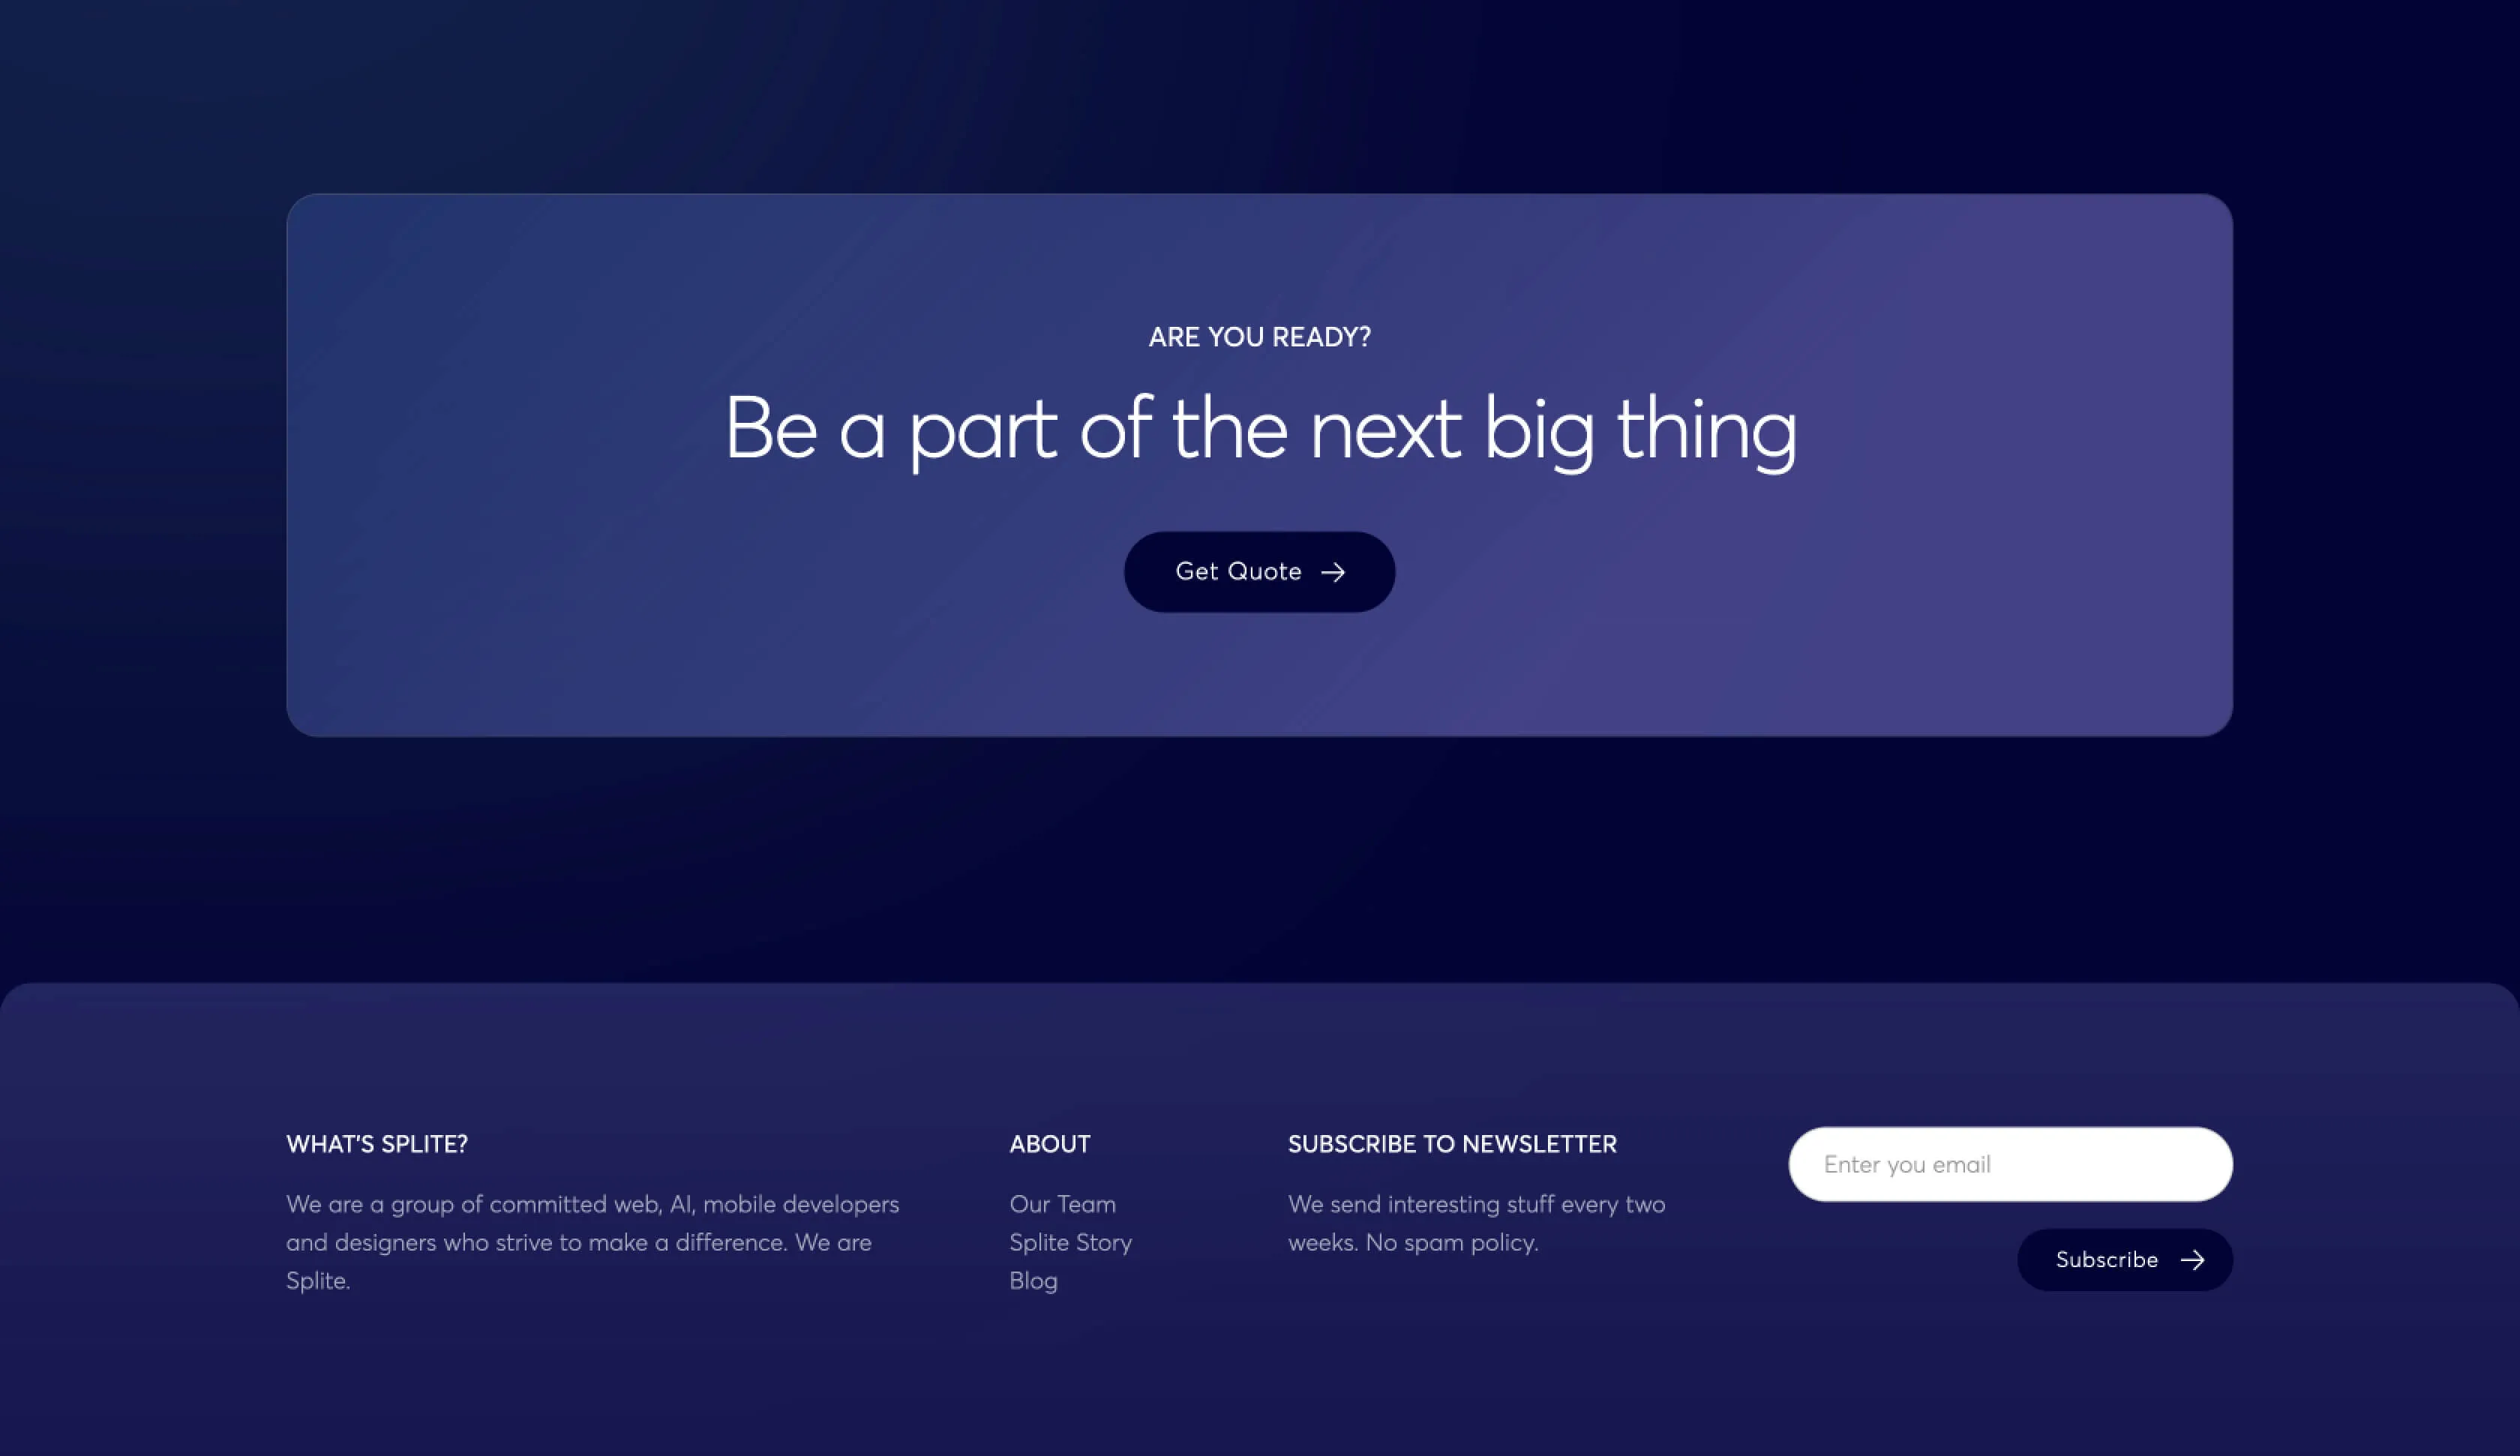 ARE YOU READY?
Be a part of the next big thing
Get Quote
WHAT'S SPLITE?
We are a group of committed web, AI, mobile developers
and designers who strive to make a difference. We are
Splite.
ABOUT
Our Team
Splite Story
Blog
SUBSCRIBE TO NEWSLETTER
We send interesting stuff every two
weeks. No spam policy.
Enter you email
Subscribe